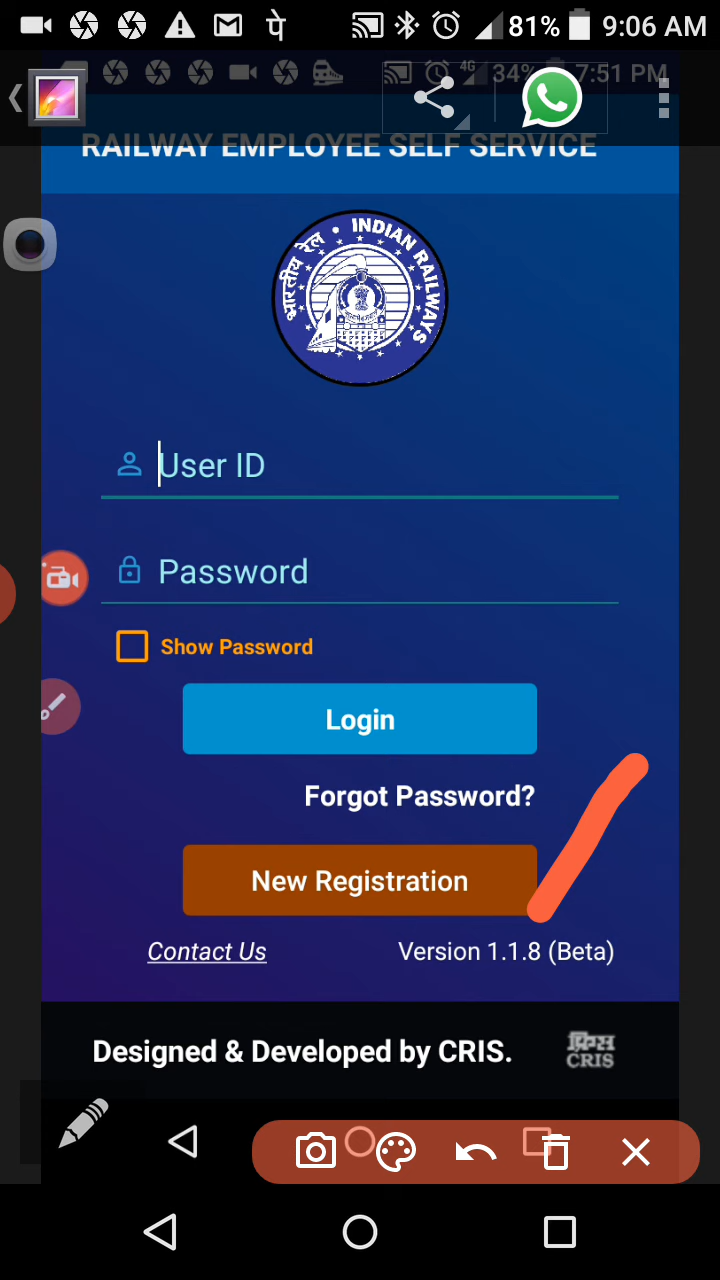 पे 81% 9:06 AM
4G 34% 7:51 PM
RAILWAY EMPLOYEE SELF SERVICE
भारतीय रेल • INDIAN RAILWAYS
User ID
Password
Show Password
Login
Forgot Password?
New Registration
Contact Us Version 1.1.8 (Beta)
Designed & Developed by CRIS.
क्रिस
CRIS